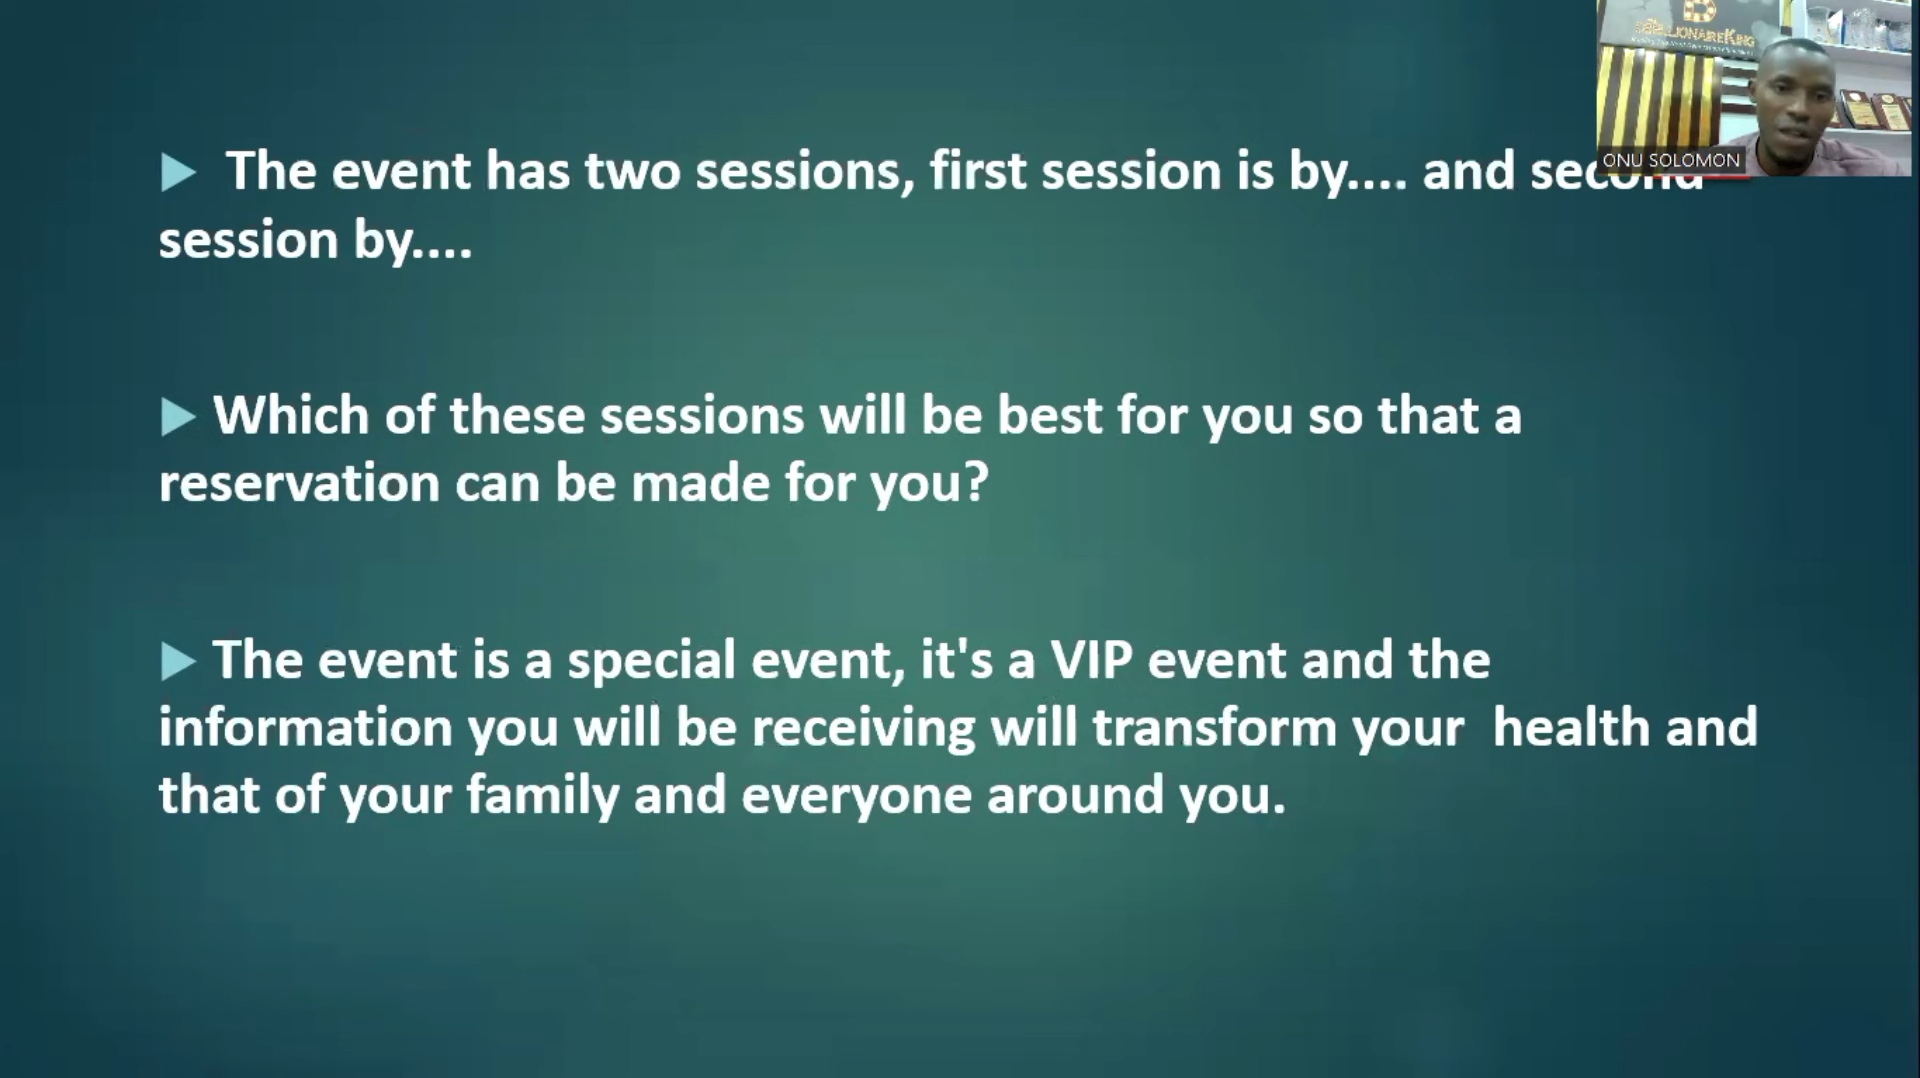 BILLIONAIREKING
ONU SOLOMON
The event has two sessions, first session is by.... and second
session by....
Which of these sessions will be best for you so that a
reservation can be made for you?
The event is a special event, it's a VIP event and the
information you will be receiving will transform your health and
that of your family and everyone around you.